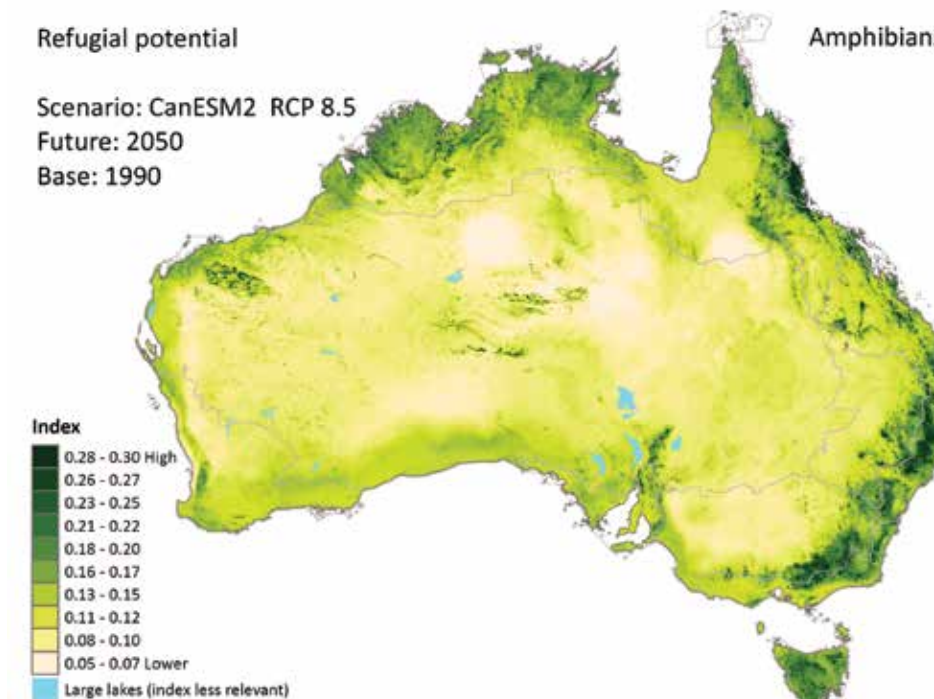 Refugial potential
Amphibian
Scenario: CanESM2 RCP 8.5
Future: 2050
Base: 1990
Index
0.28 - 0.30 High
0.26 - 0.27
0.23 - 0.25
0.21 - 0.22
0.18 - 0.20
0.16 - 0.17
0.13 - 0.15
0.11 - 0.12
0.08 - 0.10
0.05 - 0.07 Lower
Large lakes (index less relevant)